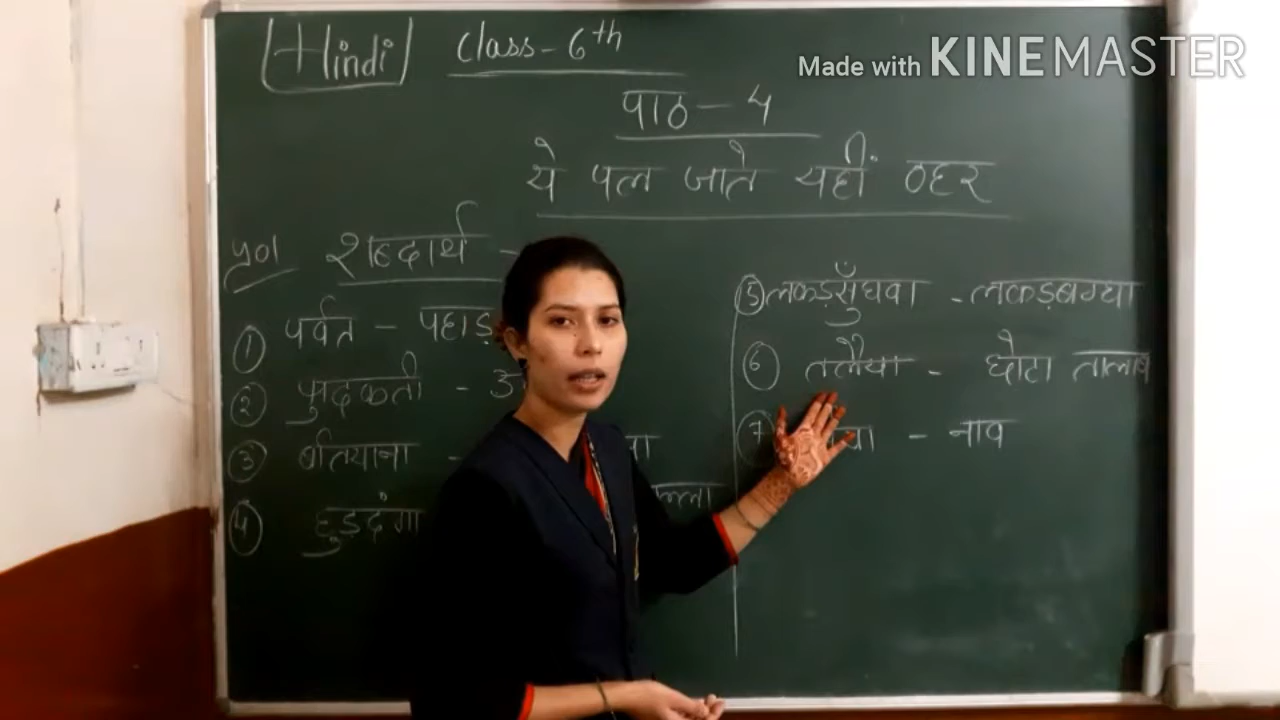 Made with KINEMASTER
Hindi Class - 6th
पाठ - 4
ये पल जाते यहीं ठहर
प्र01 शब्दार्थ -
① पर्वत - पहाड़
② फुदकती -
③ बतियाना -
④ हुड़दंगा
ल्ला
⑤ लकड़सुँघवा - लकड़बग्घा
⑥ तलैया - छोटा तालाब
⑦ - नाव